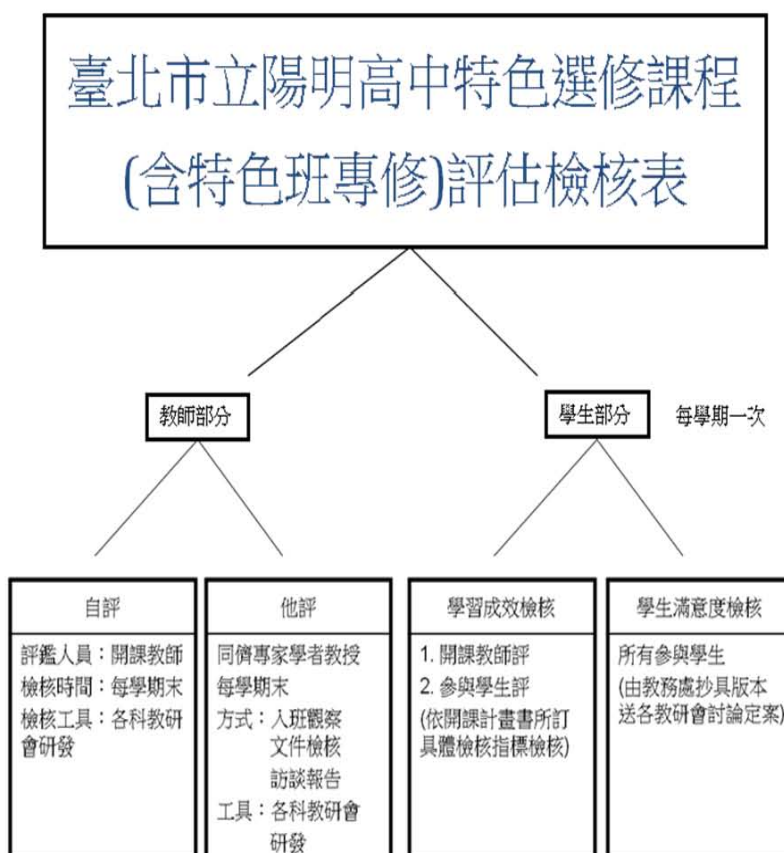 臺北市立陽明高中特色選修課程
(含特色班專修)評估檢核表
教師部分
學生部分
每學期一次
自評
評鑑人員：開課教師
檢核時間：每學期末
檢核工具：各科教研
會研發
他評
同儕專家學者教授
每學期末
方式：入班觀察
文件檢核
訪談報告
工具：各科教研會
研發
學習成效檢核
1. 開課教師評
2. 參與學生評
(依開課計畫書所訂
具體檢核指標檢核)
學生滿意度檢核
所有參與學生
(由教務處抄具版本
送各教研會討論定案)